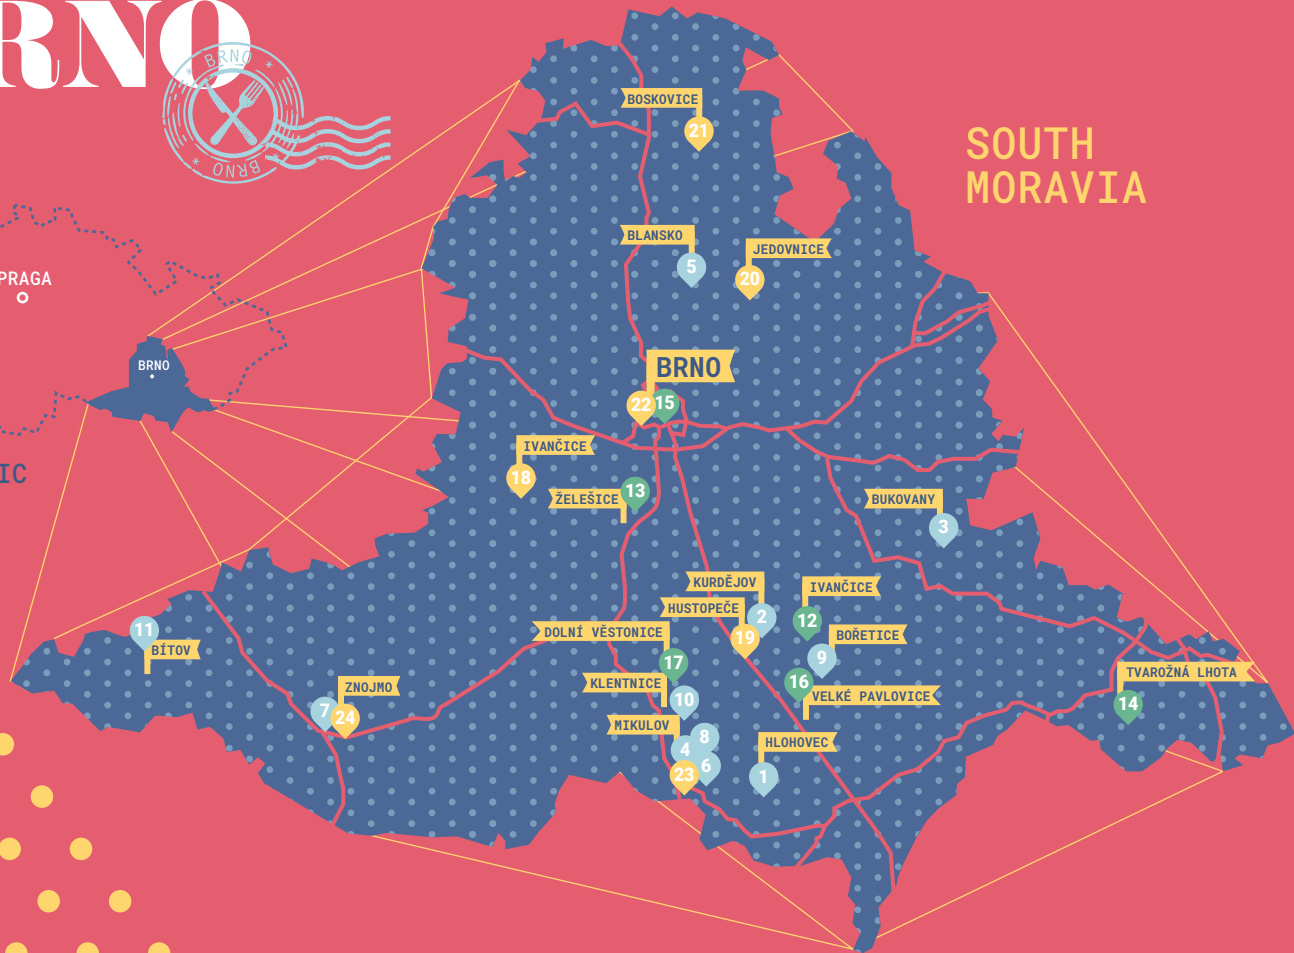 RNO
BRNO
BRNO
SOUTH
MORAVIA
PRAGA
BRNO
IC
BOSKOVICE
21
BLANSKO
5
JEDOVNICE
20
BRNO
22
15
IVANČICE
18
ŽELEŠICE
13
BUKOVANY
3
KURDĚJOV
2
IVANČICE
12
HUSTOPEČE
19
DOLNÍ VĚSTONICE
17
BOŘETICE
9
11
BÍTOV
KLENTNICE
10
16
VELKÉ PAVLOVICE
TVAROŽNÁ LHOTA
14
ZNOJMO
7
24
MIKULOV
8
4
6
23
HLOHOVEC
1